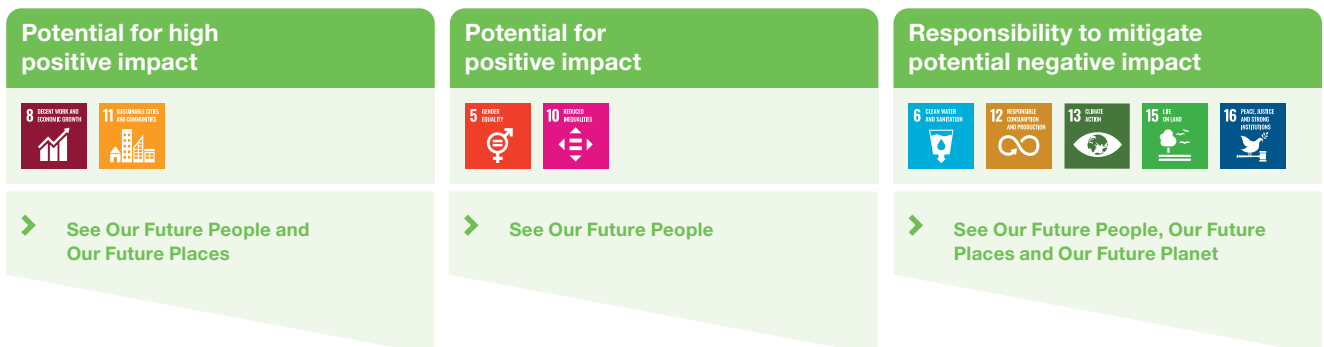 Potential for high
positive impact
8 DECENT WORK AND
ECONOMIC GROWTH
11 SUSTAINABLE CITIES
AND COMMUNITIES
See Our Future People and
Our Future Places
Potential for
positive impact
5 GENDER
EQUALITY
10 REDUCED
INEQUALITIES
See Our Future People
Responsibility to mitigate
potential negative impact
6 CLEAN WATER
AND SANITATION
12 RESPONSIBLE
CONSUMPTION
AND PRODUCTION
13 CLIMATE
ACTION
15 LIFE
ON LAND
16 PEACE, JUSTICE
AND STRONG
INSTITUTIONS
See Our Future People, Our Future
Places and Our Future Planet